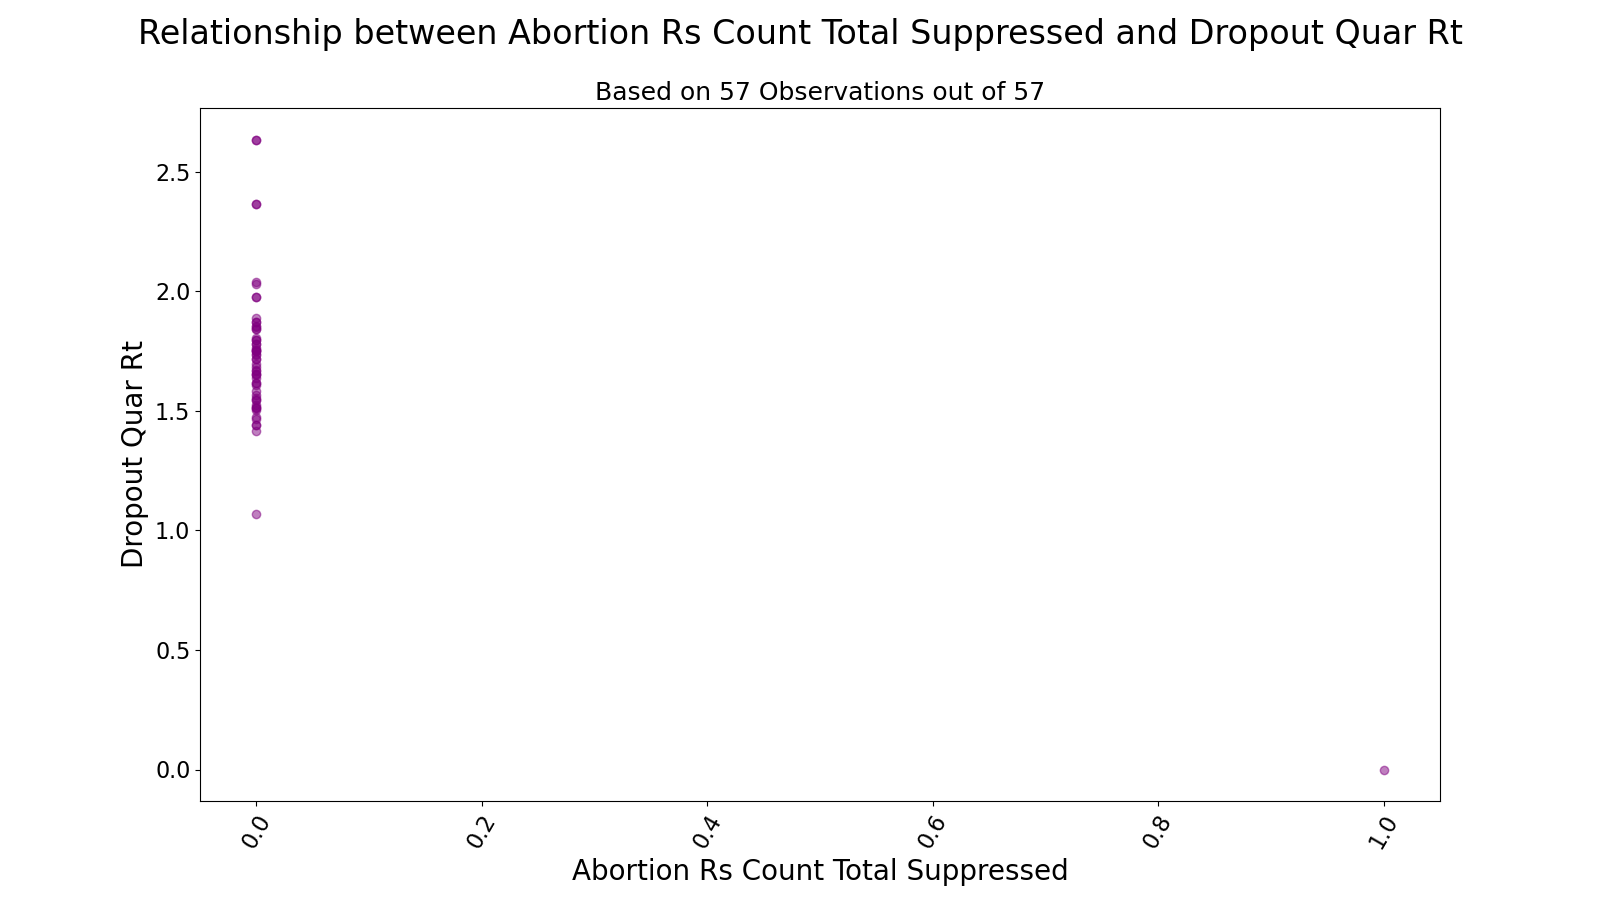 Relationship between Abortion Rs Count Total Suppressed and Dropout Quar Rt
Based on 57 Observations out of 57
Dropout Quar Rt
2.5
2.0
1.5
1.0
0.5
0.0
0.0 0.2 0.4 0.6 0.8 1.0
Abortion Rs Count Total Suppressed